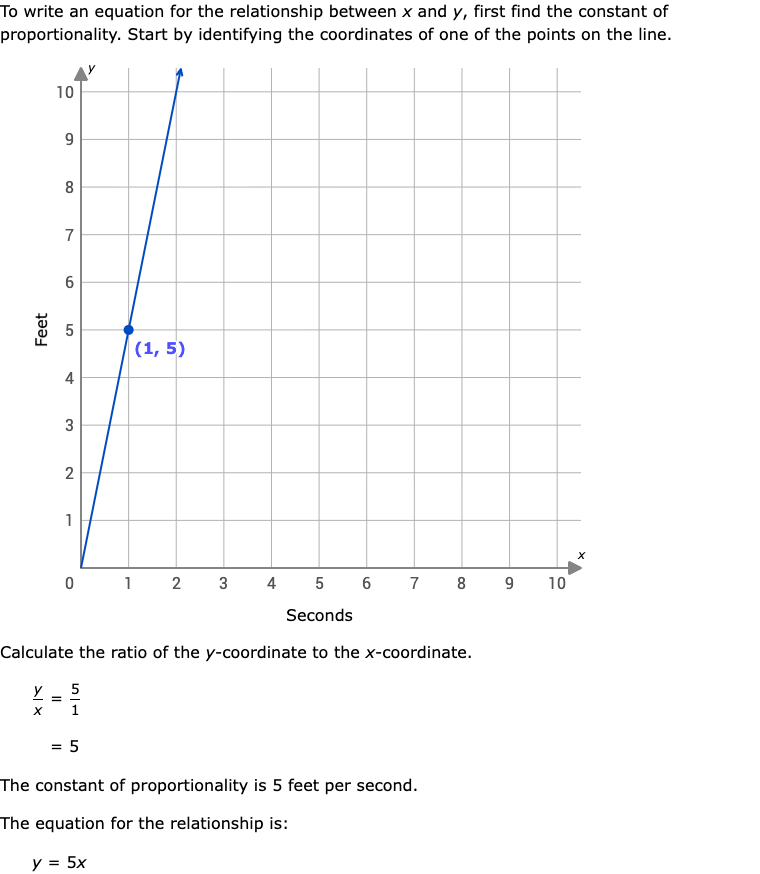 To write an equation for the relationship between x and y, first find the constant of
proportionality. Start by identifying the coordinates of one of the points on the line.
y
10
9
8
7
6
Feet
5
(1, 5)
4
3
2
1
x
0 1 2 3 4 5 6 7 8 9 10
Seconds
Calculate the ratio of the y-coordinate to the x-coordinate.
y/x = 5/1
= 5
The constant of proportionality is 5 feet per second.
The equation for the relationship is:
y = 5x